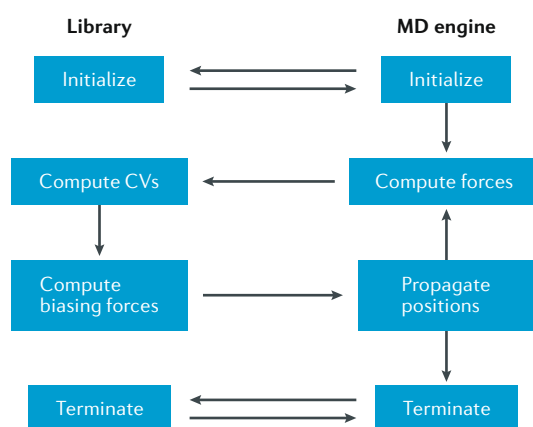 Library
MD engine
Initialize
Initialize
Compute CVs
Compute forces
Compute
biasing forces
Propagate
positions
Terminate
Terminate